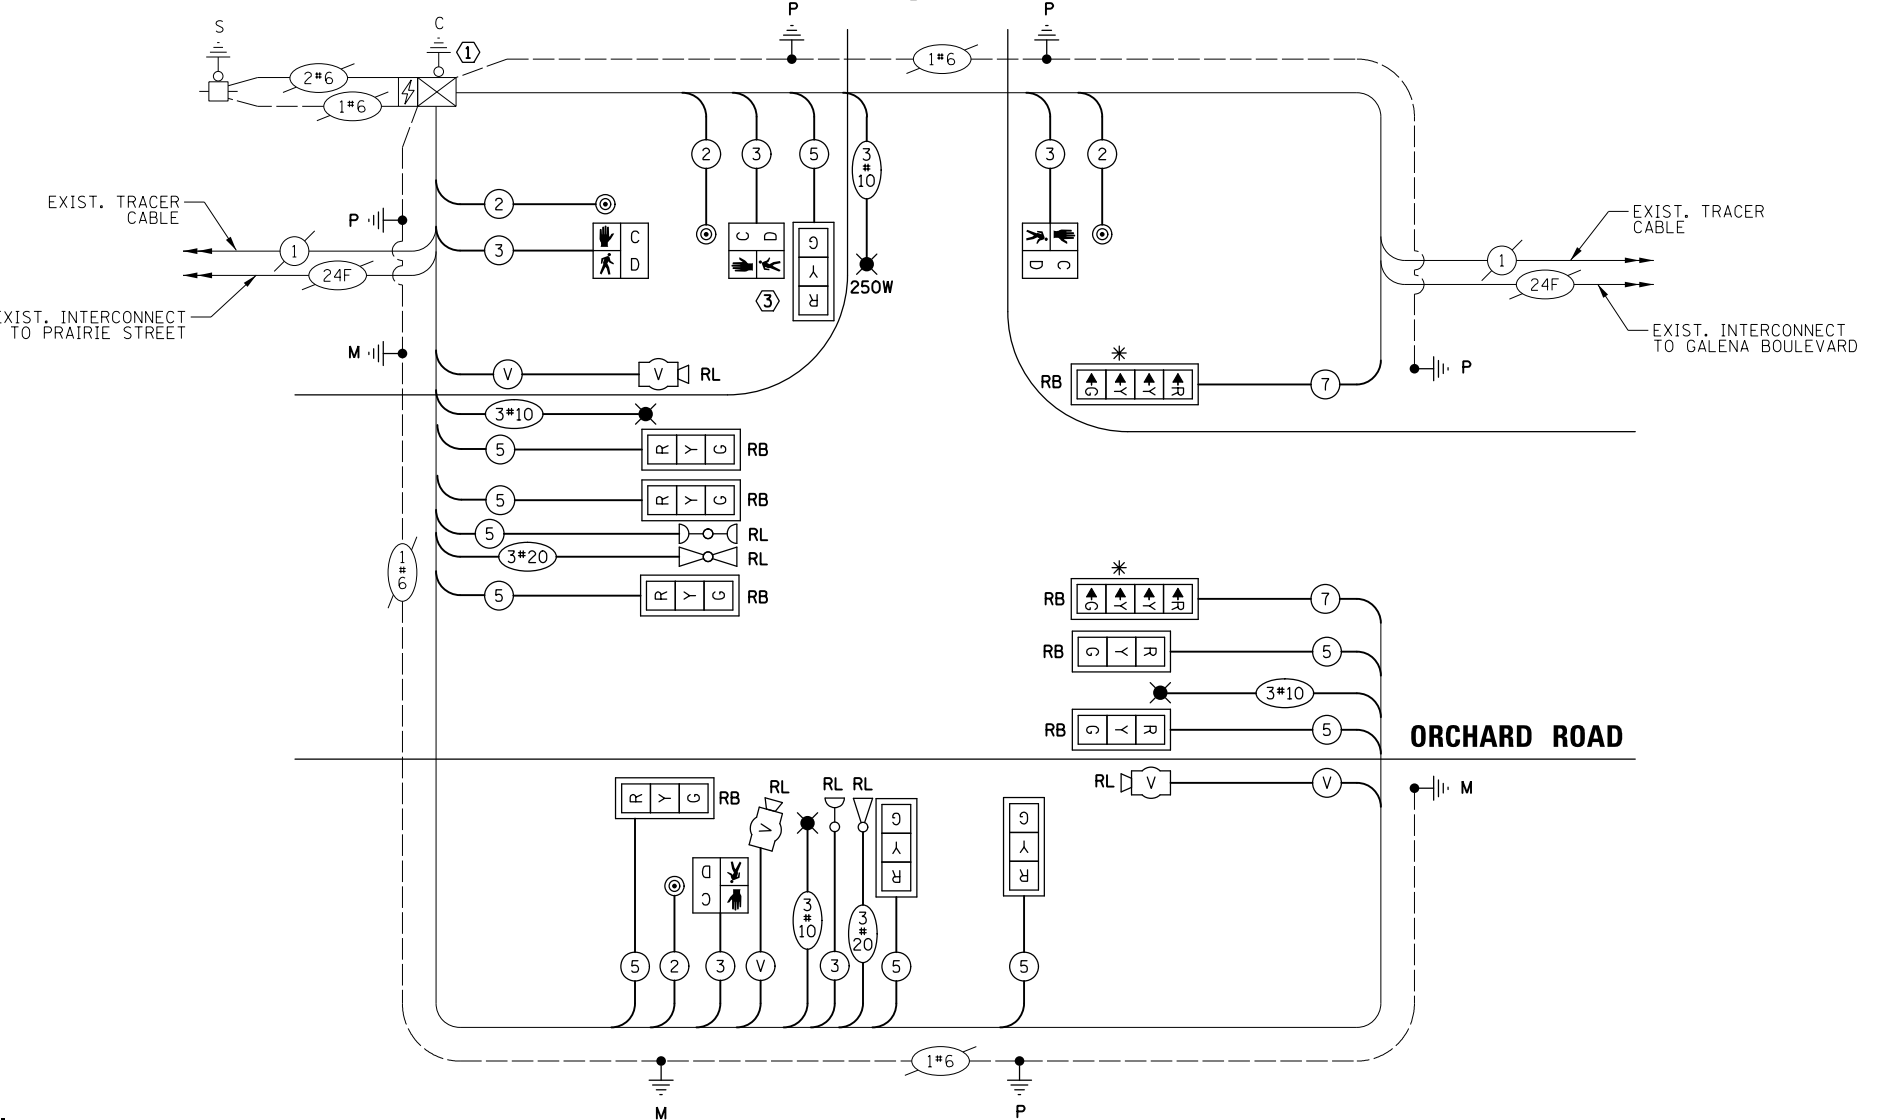 P
P
S
C
1
1#6
2#6
1#6
2
3
5
3
#
10
3
2
EXIST. TRACER
CABLE
P
2
EXIST. TRACER
CABLE
1
3
C
D
C D
G
Y
R
D C
1
24F
3
250W
24F
EXIST. INTERCONNECT
TO PRAIRIE STREET
EXIST. INTERCONNECT
TO GALENA BOULEVARD
M
V
V
RL
RB
G Y Y R
7
P
3#10
5
R Y G
RB
5
R Y G
RB
5
RL
3#20
RL
1
#
6
5
R Y G
RB
RB
G Y Y R
7
RB
G Y R
5
3#10
RB
G Y R
5
ORCHARD ROAD
RL
V
V
M
R Y G
RB
RL
V
RL
RL
G
Y
R
G
Y
R
D
C
3
#
10
3
#
20
5
2
3
V
3
5
5
1#6
M
P